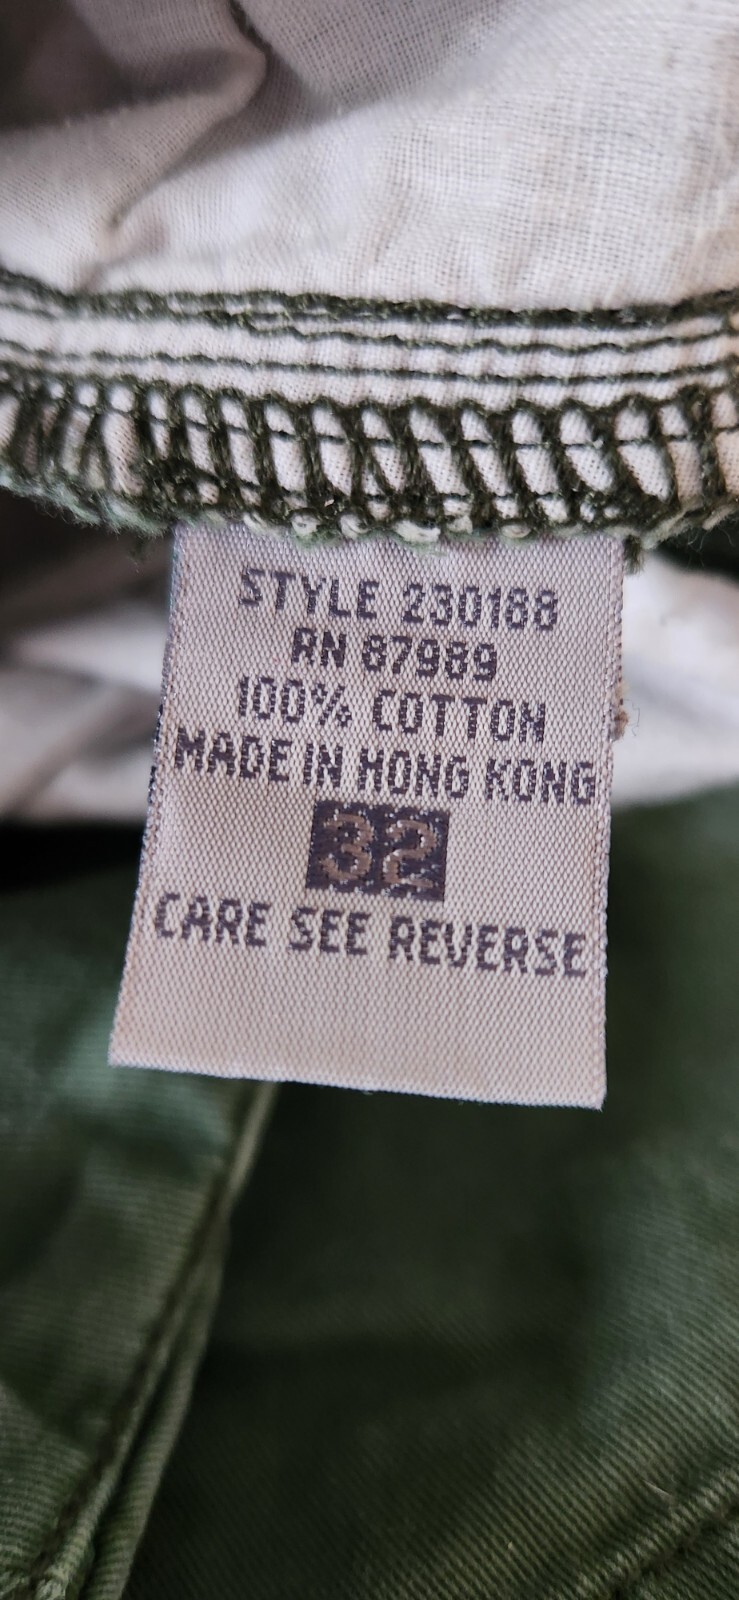 STYLE 230188
RN 87989
100% COTTON
MADE IN HONG KONG
32
CARE SEE REVERSE